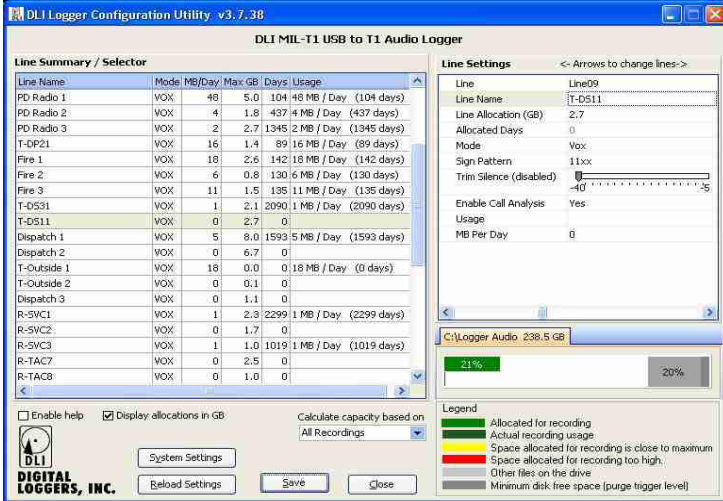 DLI Logger Configuration Utility v3.7.38
DLI MIL-T1 USB to T1 Audio Logger
Line Summary / Selector
Line Name Mode MB/Day Max GB Days Usage
PD Radio 1 VOX 48 5.0 104 48 MB / Day (104 days)
PD Radio 2 VOX 4 1.8 437 4 MB / Day (437 days)
PD Radio 3 VOX 2 2.7 1345 2 MB / Day (1345 days)
T-DP21 VOX 16 1.4 89 16 MB / Day (89 days)
Fire 1 VOX 18 2.6 142 18 MB / Day (142 days)
Fire 2 VOX 6 0.8 130 6 MB / Day (130 days)
Fire 3 VOX 11 1.5 135 11 MB / Day (135 days)
T-DS31 VOX 1 2.1 2090 1 MB / Day (2090 days)
T-DS11 VOX 0 2.7 0
Dispatch 1 VOX 5 8.0 1593 5 MB / Day (1593 days)
Dispatch 2 VOX 0 6.7 0
T-Outside 1 VOX 18 0.0 0 18 MB / Day (0 days)
T-Outside 2 VOX 0 0.1 0
Dispatch 3 VOX 0 1.1 0
R-SVC1 VOX 1 2.3 2299 1 MB / Day (2299 days)
R-SVC2 VOX 0 1.7 0
R-SVC3 VOX 1 1.0 1019 1 MB / Day (1019 days)
R-TAC7 VOX 0 2.5 0
R-TAC8 VOX 0 1.0 0
Enable help Display allocations in GB
Calculate capacity based on
All Recordings
DLI
DIGITAL
LOGGERS, INC.
System Settings
Reload Settings Save Close
Line Settings <- Arrows to change lines->
Line Line09
Line Name T-DS11
Line Allocation (GB) 2.7
Allocated Days 0
Mode Vox
Sign Pattern 11xx
Trim Silence (disabled)
-40 -5
Enable Call Analysis Yes
Usage
MB Per Day 0
C:\Logger Audio 238.5 GB
21% 20%
Legend
Allocated for recording
Actual recording usage
Space allocated for recording is close to maximum
Space allocated for recording too high.
Other files on the drive
Minimum disk free space (purge trigger level)